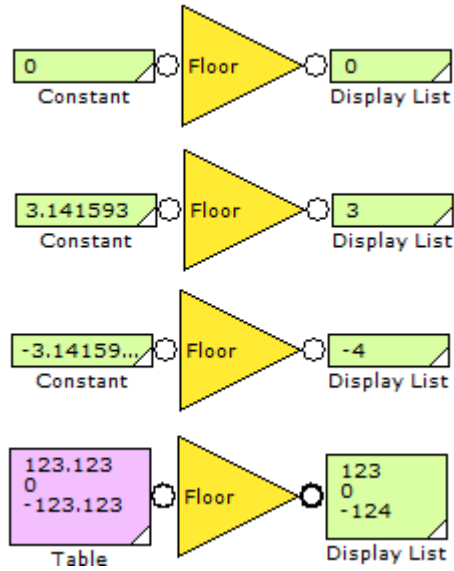 0
Floor
0
Constant
Display List
3.141593
Floor
3
Constant
Display List
-3.14159...
Floor
-4
Constant
Display List
123.123
0
-123.123
Floor
123
0
-124
Table
Display List